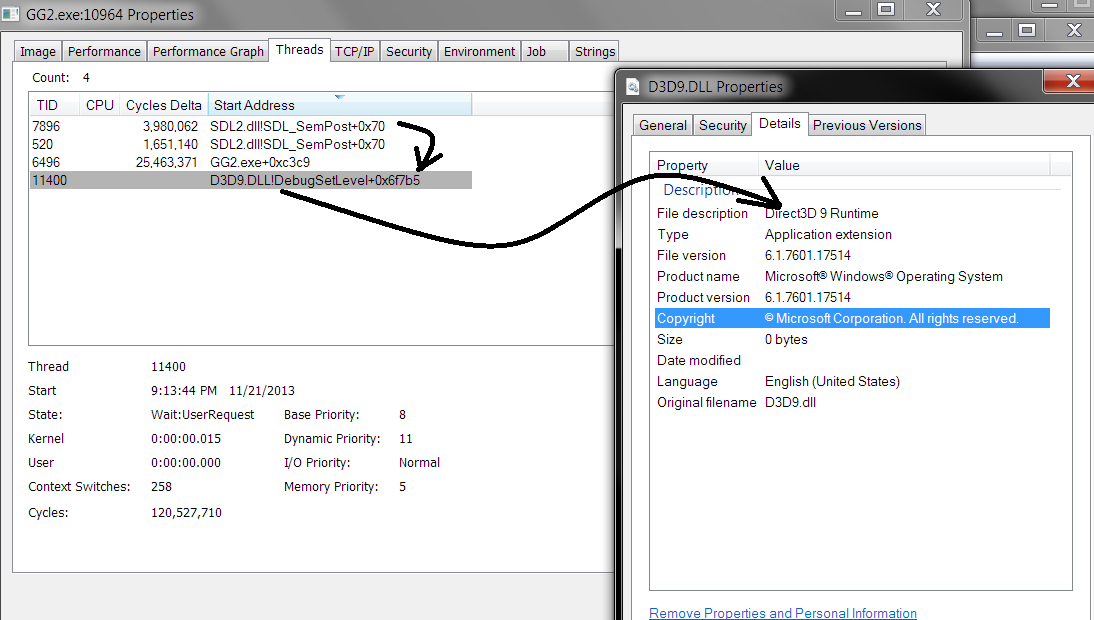 GG2.exe:10964 Properties
Image Performance Performance Graph Threads TCP/IP Security Environment Job Strings
Count: 4
TID CPU Cycles Delta Start Address
7896 3,980,062 SDL2.dll!SDL_SemPost+0x70
520 1,651,140 SDL2.dll!SDL_SemPost+0x70
6496 25,463,371 GG2.exe+0xc3c9
11400 D3D9.DLL!DebugSetLevel+0x6f7b5
Thread 11400
Start 9:13:44 PM 11/21/2013
State: Wait:UserRequest Base Priority: 8
Kernel 0:00:00.015 Dynamic Priority: 11
User 0:00:00.000 I/O Priority: Normal
Context Switches: 258 Memory Priority: 5
Cycles: 120,527,710
D3D9.DLL Properties
General Security Details Previous Versions
Property Value
Description
File description Direct3D 9 Runtime
Type Application extension
File version 6.1.7601.17514
Product name Microsoft® Windows® Operating System
Product version 6.1.7601.17514
Copyright © Microsoft Corporation. All rights reserved.
Size 0 bytes
Date modified
Language English (United States)
Original filename D3D9.dll
Remove Properties and Personal Information